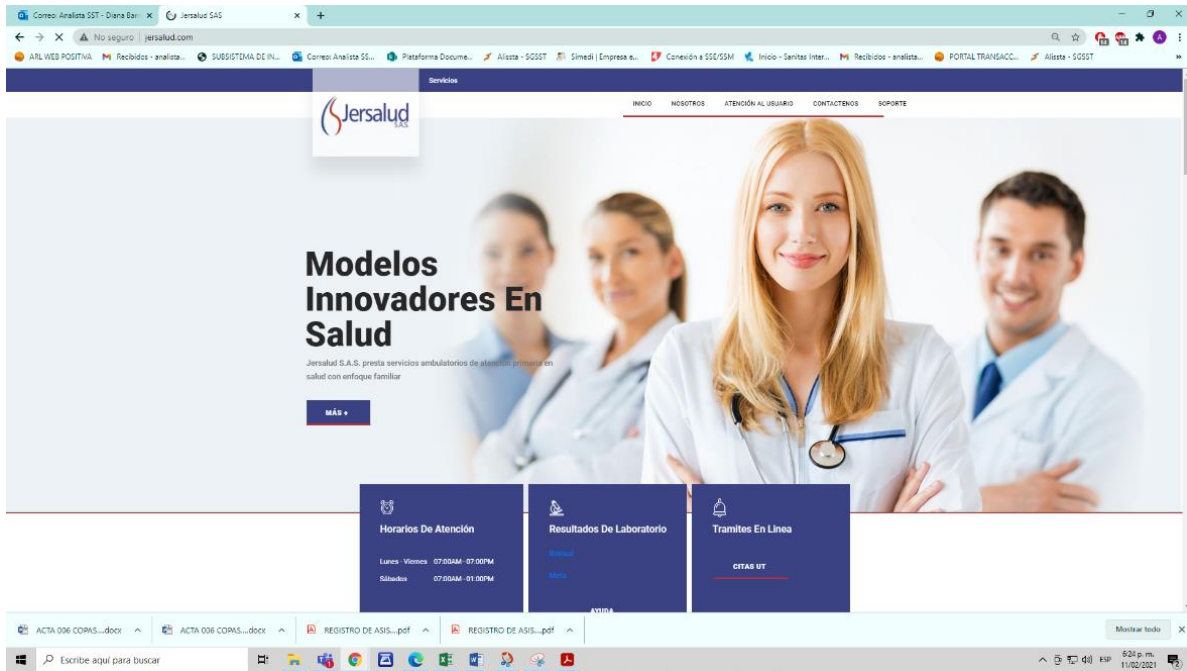 Correo: Analista SST - Diana Barr
Jersalud SAS
No seguro | jersalud.com
ARL WEB POSITIVA
Recibidos - analista...
SUBSISTEMA DE IN...
Correo: Analista SS...
Plataforma Docume...
Alissta - SGSST
Simedi | Empresa a...
Conexión a SSE/SSM
Inicio - Sanitas Inter...
Recibidos - analista...
PORTAL TRANSACC...
Alissta - SGSST
Servicios
Jersalud
S.A.S.
INICIO NOSOTROS ATENCIÓN AL USUARIO CONTACTENOS SOPORTE
Modelos
Innovadores En
Salud
Jersalud S.A.S. presta servicios ambulatorios de atención primaria en
salud con enfoque familiar
MÁS +
Horarios De Atención
Lunes - Viernes 07:00AM - 07:00PM
Sábados 07:00AM - 01:00PM
Resultados De Laboratorio
Boyacá
Meta
AYUDA
Tramites En Linea
CITAS UT
ACTA 006 COPAS....docx
ACTA 006 COPAS....docx
REGISTRO DE ASIS....pdf
REGISTRO DE ASIS....pdf
Mostrar todo
Escribe aquí para buscar
ESP
6:24 p. m.
11/02/2021